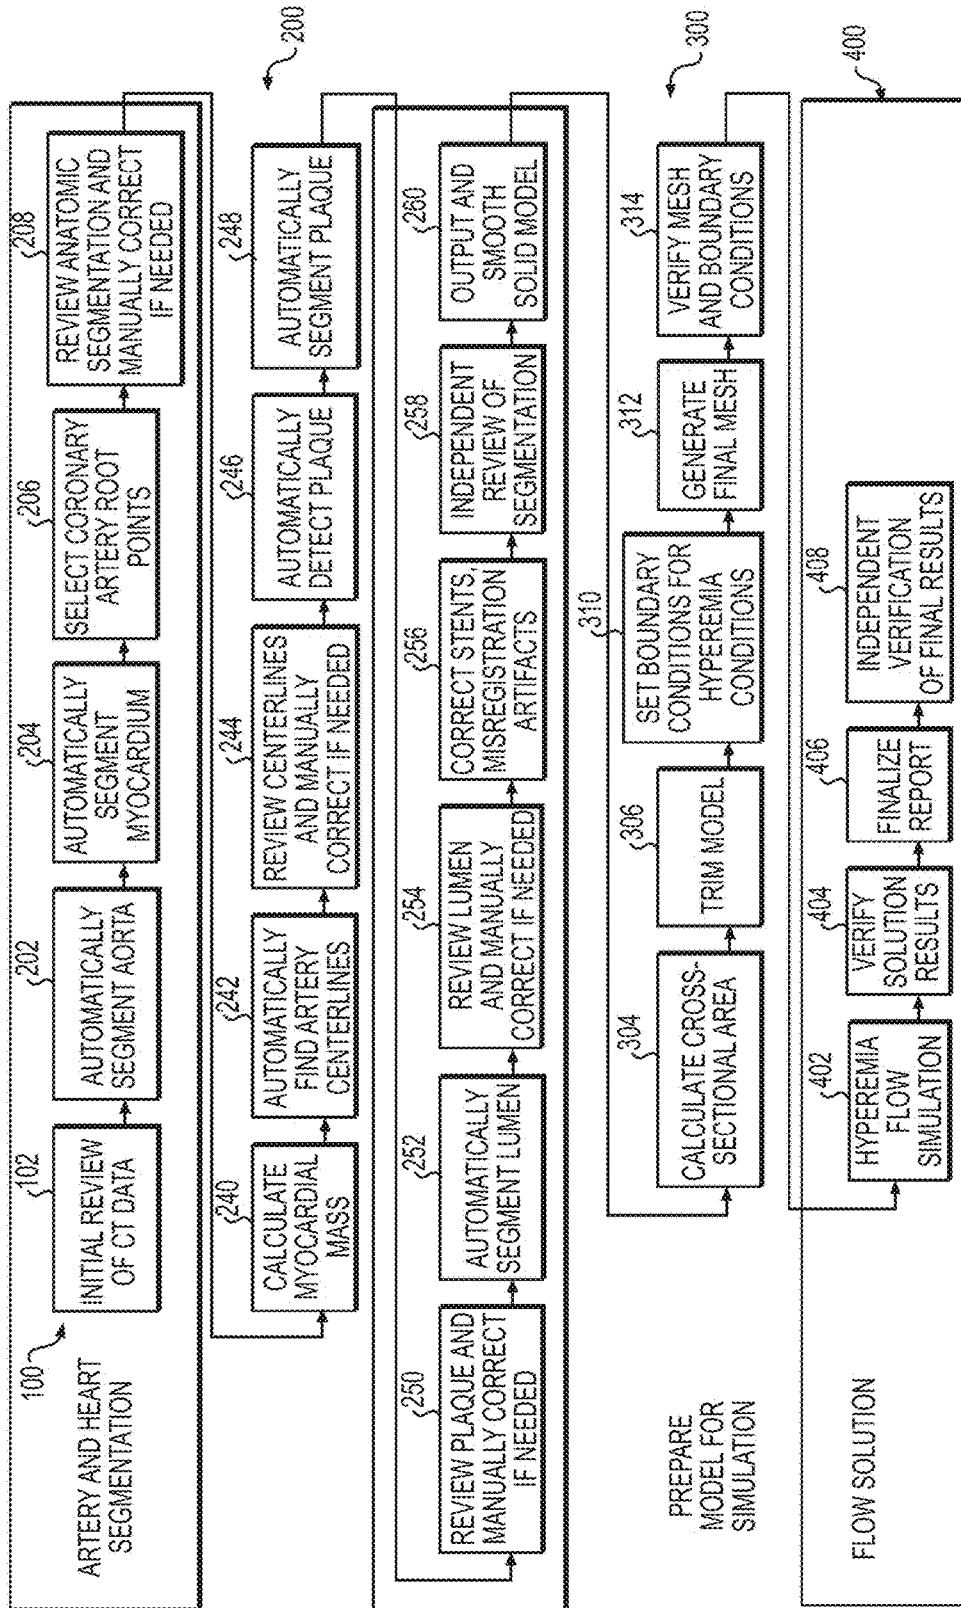 ARTERY AND HEART
SEGMENTATION
100
102
INITIAL REVIEW
OF CT DATA
202
AUTOMATICALLY
SEGMENT AORTA
204
AUTOMATICALLY
SEGMENT
MYOCARDIUM
206
SELECT CORONARY
ARTERY ROOT
POINTS
208
REVIEW ANATOMIC
SEGMENTATION AND
MANUALLY CORRECT
IF NEEDED
200
240
CALCULATE
MYOCARDIAL
MASS
242
AUTOMATICALLY
FIND ARTERY
CENTERLINES
244
REVIEW CENTERLINES
AND MANUALLY
CORRECT IF NEEDED
246
AUTOMATICALLY
DETECT PLAQUE
248
AUTOMATICALLY
SEGMENT PLAQUE
250
REVIEW PLAQUE AND
MANUALLY CORRECT
IF NEEDED
252
AUTOMATICALLY
SEGMENT LUMEN
254
REVIEW LUMEN
AND MANUALLY
CORRECT IF NEEDED
256
CORRECT STENTS,
MISREGISTRATION
ARTIFACTS
258
INDEPENDENT
REVIEW OF
SEGMENTATION
260
OUTPUT AND
SMOOTH
SOLID MODEL
PREPARE
MODEL FOR
SIMULATION
300
304
CALCULATE CROSS-
SECTIONAL AREA
306
TRIM MODEL
310
SET BOUNDARY
CONDITIONS FOR
HYPEREMIA
CONDITIONS
312
GENERATE
FINAL MESH
314
VERIFY MESH
AND BOUNDARY
CONDITIONS
FLOW SOLUTION
400
402
HYPEREMIA
FLOW
SIMULATION
404
VERIFY
SOLUTION
RESULTS
406
FINALIZE
REPORT
408
INDEPENDENT
VERIFICATION
OF FINAL RESULTS